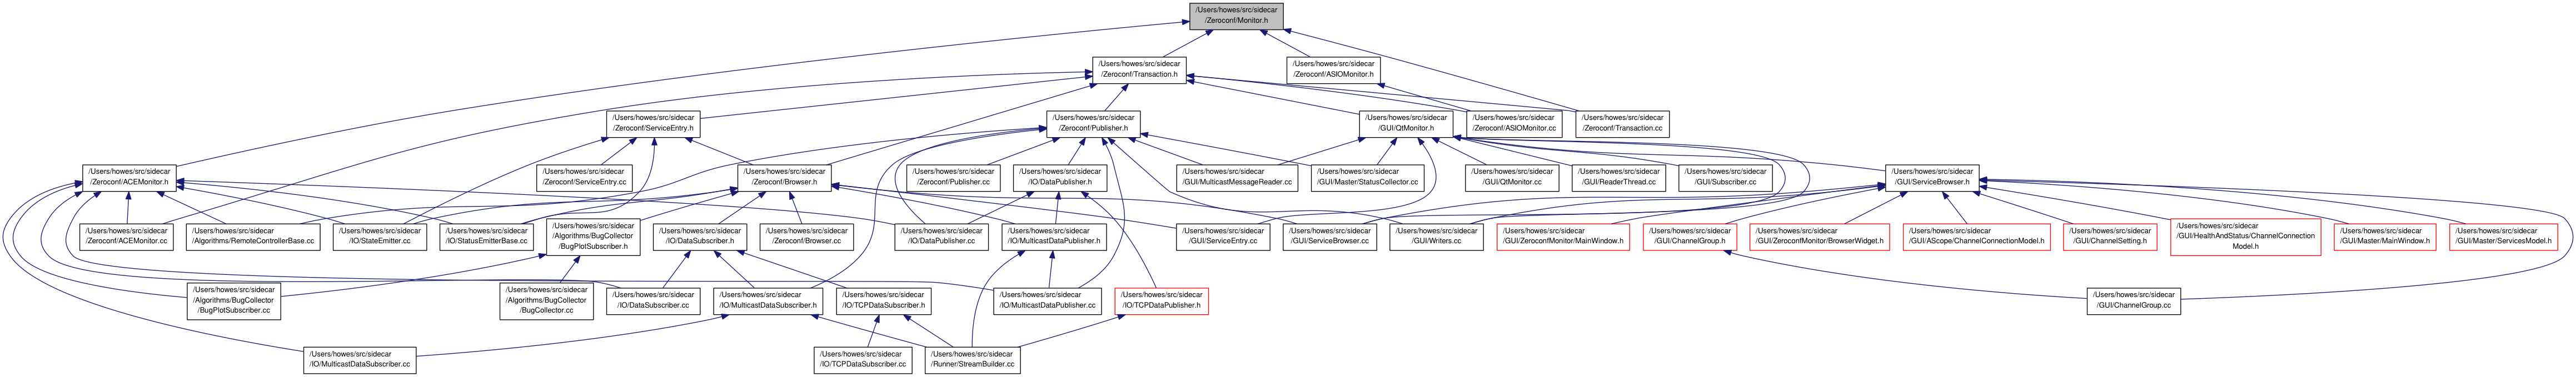 /Users/howes/src/sidecar
/Zeroconf/Monitor.h
/Users/howes/src/sidecar
/Zeroconf/Transaction.h
/Users/howes/src/sidecar
/Zeroconf/ASIOMonitor.h
/Users/howes/src/sidecar
/Zeroconf/ServiceEntry.h
/Users/howes/src/sidecar
/Zeroconf/Publisher.h
/Users/howes/src/sidecar
/GUI/QtMonitor.h
/Users/howes/src/sidecar
/Zeroconf/ASIOMonitor.cc
/Users/howes/src/sidecar
/Zeroconf/Transaction.cc
/Users/howes/src/sidecar
/Zeroconf/ACEMonitor.h
/Users/howes/src/sidecar
/Zeroconf/ServiceEntry.cc
/Users/howes/src/sidecar
/Zeroconf/Browser.h
/Users/howes/src/sidecar
/Zeroconf/Publisher.cc
/Users/howes/src/sidecar
/IO/DataPublisher.h
/Users/howes/src/sidecar
/GUI/MulticastMessageReader.cc
/Users/howes/src/sidecar
/GUI/Master/StatusCollector.cc
/Users/howes/src/sidecar
/GUI/QtMonitor.cc
/Users/howes/src/sidecar
/GUI/ReaderThread.cc
/Users/howes/src/sidecar
/GUI/Subscriber.cc
/Users/howes/src/sidecar
/GUI/ServiceBrowser.h
/Users/howes/src/sidecar
/Zeroconf/ACEMonitor.cc
/Users/howes/src/sidecar
/Algorithms/RemoteControllerBase.cc
/Users/howes/src/sidecar
/IO/StateEmitter.cc
/Users/howes/src/sidecar
/IO/StatusEmitterBase.cc
/Users/howes/src/sidecar
/Algorithms/BugCollector
/BugPlotSubscriber.h
/Users/howes/src/sidecar
/IO/DataSubscriber.h
/Users/howes/src/sidecar
/Zeroconf/Browser.cc
/Users/howes/src/sidecar
/IO/DataPublisher.cc
/Users/howes/src/sidecar
/IO/MulticastDataPublisher.h
/Users/howes/src/sidecar
/GUI/ServiceEntry.cc
/Users/howes/src/sidecar
/GUI/ServiceBrowser.cc
/Users/howes/src/sidecar
/GUI/Writers.cc
/Users/howes/src/sidecar
/GUI/ZeroconfMonitor/MainWindow.h
/Users/howes/src/sidecar
/GUI/ChannelGroup.h
/Users/howes/src/sidecar
/GUI/ZeroconfMonitor/BrowserWidget.h
/Users/howes/src/sidecar
/GUI/AScope/ChannelConnectionModel.h
/Users/howes/src/sidecar
/GUI/ChannelSetting.h
/Users/howes/src/sidecar
/GUI/HealthAndStatus/ChannelConnection
Model.h
/Users/howes/src/sidecar
/GUI/Master/MainWindow.h
/Users/howes/src/sidecar
/GUI/Master/ServicesModel.h
/Users/howes/src/sidecar
/Algorithms/BugCollector
/BugPlotSubscriber.cc
/Users/howes/src/sidecar
/Algorithms/BugCollector
/BugCollector.cc
/Users/howes/src/sidecar
/IO/DataSubscriber.cc
/Users/howes/src/sidecar
/IO/MulticastDataSubscriber.h
/Users/howes/src/sidecar
/IO/TCPDataSubscriber.h
/Users/howes/src/sidecar
/IO/MulticastDataPublisher.cc
/Users/howes/src/sidecar
/IO/TCPDataPublisher.h
/Users/howes/src/sidecar
/GUI/ChannelGroup.cc
/Users/howes/src/sidecar
/IO/MulticastDataSubscriber.cc
/Users/howes/src/sidecar
/IO/TCPDataSubscriber.cc
/Users/howes/src/sidecar
/Runner/StreamBuilder.cc